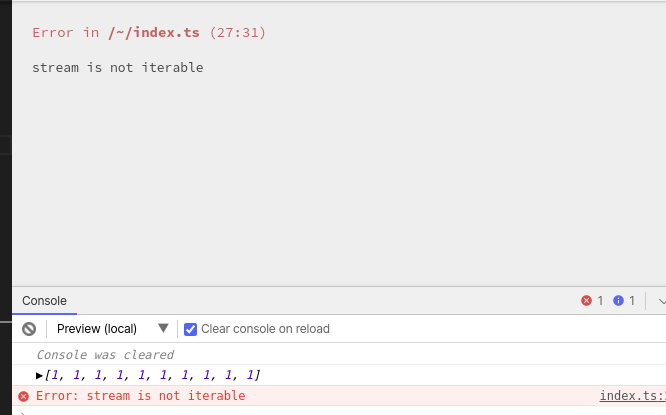 Error in /~/index.ts (27:31)
stream is not iterable
Console
1 1
Preview (local) ▼ Clear console on reload
Console was cleared
▶[1, 1, 1, 1, 1, 1, 1, 1, 1, 1]
Error: stream is not iterable index.ts: